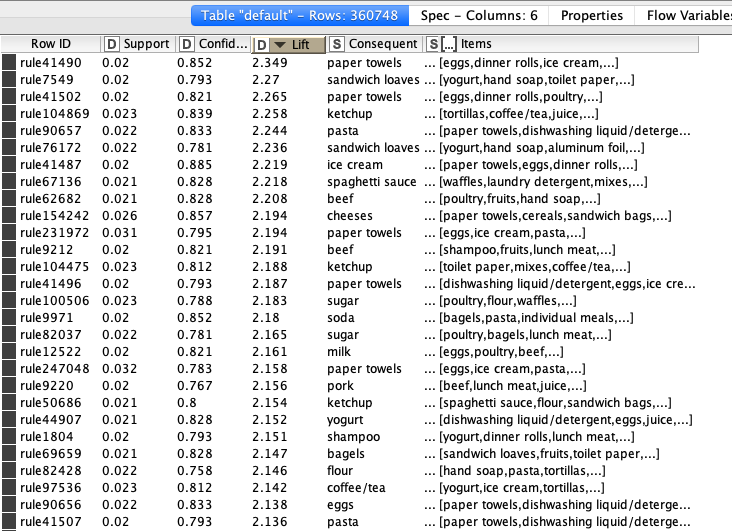 Table "default" - Rows: 360748 Spec - Columns: 6 Properties Flow Variables
Row ID D Support D Confid... D Lift S Consequent S[...] Items
rule41490 0.02 0.852 2.349 paper towels ... [eggs,dinner rolls,ice cream,...]
rule7549 0.02 0.793 2.27 sandwich loaves ... [yogurt,hand soap,toilet paper,...]
rule41502 0.02 0.821 2.265 paper towels ... [eggs,dinner rolls,poultry,...]
rule104869 0.023 0.839 2.258 ketchup ... [tortillas,coffee/tea,juice,...]
rule90657 0.022 0.833 2.244 pasta ... [paper towels,dishwashing liquid/deterge...
rule76172 0.022 0.781 2.236 sandwich loaves ... [yogurt,hand soap,aluminum foil,...]
rule41487 0.02 0.885 2.219 ice cream ... [paper towels,eggs,dinner rolls,...]
rule67136 0.021 0.828 2.218 spaghetti sauce ... [waffles,laundry detergent,mixes,...]
rule62682 0.021 0.828 2.208 beef ... [poultry,fruits,hand soap,...]
rule154242 0.026 0.857 2.194 cheeses ... [paper towels,cereals,sandwich bags,...]
rule231972 0.031 0.795 2.194 paper towels ... [eggs,ice cream,pasta,...]
rule9212 0.02 0.821 2.191 beef ... [shampoo,fruits,lunch meat,...]
rule104475 0.023 0.812 2.188 ketchup ... [toilet paper,mixes,coffee/tea,...]
rule41496 0.02 0.793 2.187 paper towels ... [dishwashing liquid/detergent,eggs,ice cre...
rule100506 0.023 0.788 2.183 sugar ... [poultry,flour,waffles,...]
rule9971 0.02 0.852 2.18 soda ... [bagels,pasta,individual meals,...]
rule82037 0.022 0.781 2.165 sugar ... [poultry,bagels,lunch meat,...]
rule12522 0.02 0.821 2.161 milk ... [eggs,poultry,beef,...]
rule247048 0.032 0.783 2.158 paper towels ... [eggs,ice cream,pasta,...]
rule9220 0.02 0.767 2.156 pork ... [beef,lunch meat,juice,...]
rule50686 0.021 0.8 2.154 ketchup ... [spaghetti sauce,flour,sandwich bags,...]
rule44907 0.021 0.828 2.152 yogurt ... [dishwashing liquid/detergent,eggs,juice,...]
rule1804 0.02 0.793 2.151 shampoo ... [yogurt,dinner rolls,lunch meat,...]
rule69659 0.021 0.828 2.147 bagels ... [sandwich loaves,fruits,toilet paper,...]
rule82428 0.022 0.758 2.146 flour ... [hand soap,pasta,tortillas,...]
rule97536 0.023 0.812 2.142 coffee/tea ... [yogurt,ice cream,tortillas,...]
rule90656 0.022 0.833 2.138 eggs ... [paper towels,dishwashing liquid/deterge...
rule41507 0.02 0.793 2.136 pasta ... [paper towels,dishwashing liquid/deterge...